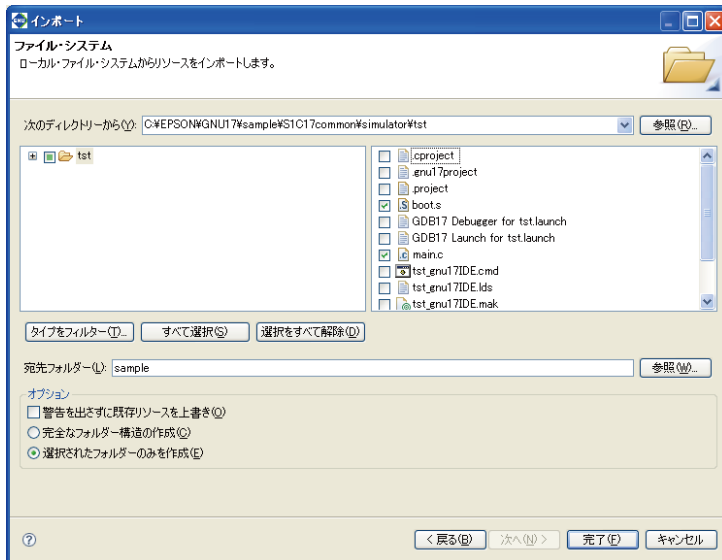 インポート
ファイル・システム
ローカル・ファイル・システムからリソースをインポートします。
次のディレクトリーから(Y): C:¥EPSON¥GNU17¥sample¥S1C17common¥simulator¥tst 参照(R)...
tst
.cproject
.gnu17project
.project
boot.s
GDB17 Debugger for tst.launch
GDB17 Launch for tst.launch
main.c
tst_gnu17IDE.cmd
tst_gnu17IDE.lds
tst_gnu17IDE.mak
タイプをフィルター(T)... すべて選択(S) 選択をすべて解除(D)
宛先フォルダー(L): sample 参照(W)...
オプション
警告を出さずに既存リソースを上書き(O)
完全なフォルダー構造の作成(C)
選択されたフォルダーのみを作成(E)
< 戻る(B) 次へ(N) > 完了(F) キャンセル